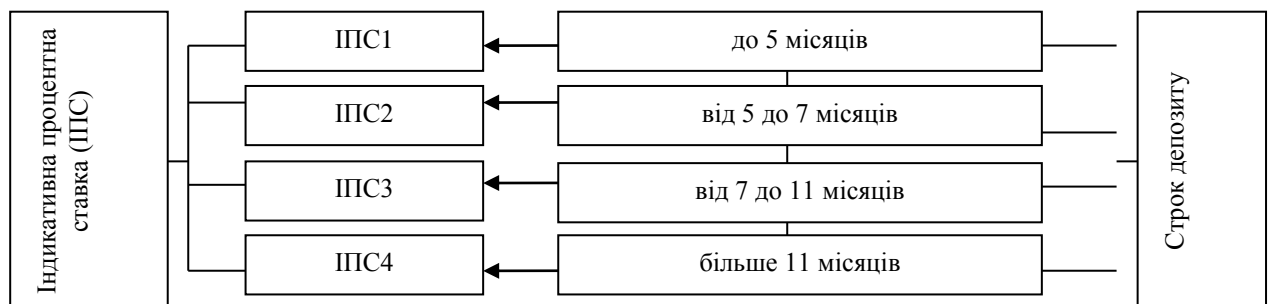 Індикативна процентна
ставка (ІПС)
ІПС1
до 5 місяців
ІПС2
від 5 до 7 місяців
ІПС3
від 7 до 11 місяців
ІПС4
більше 11 місяців
Строк депозиту